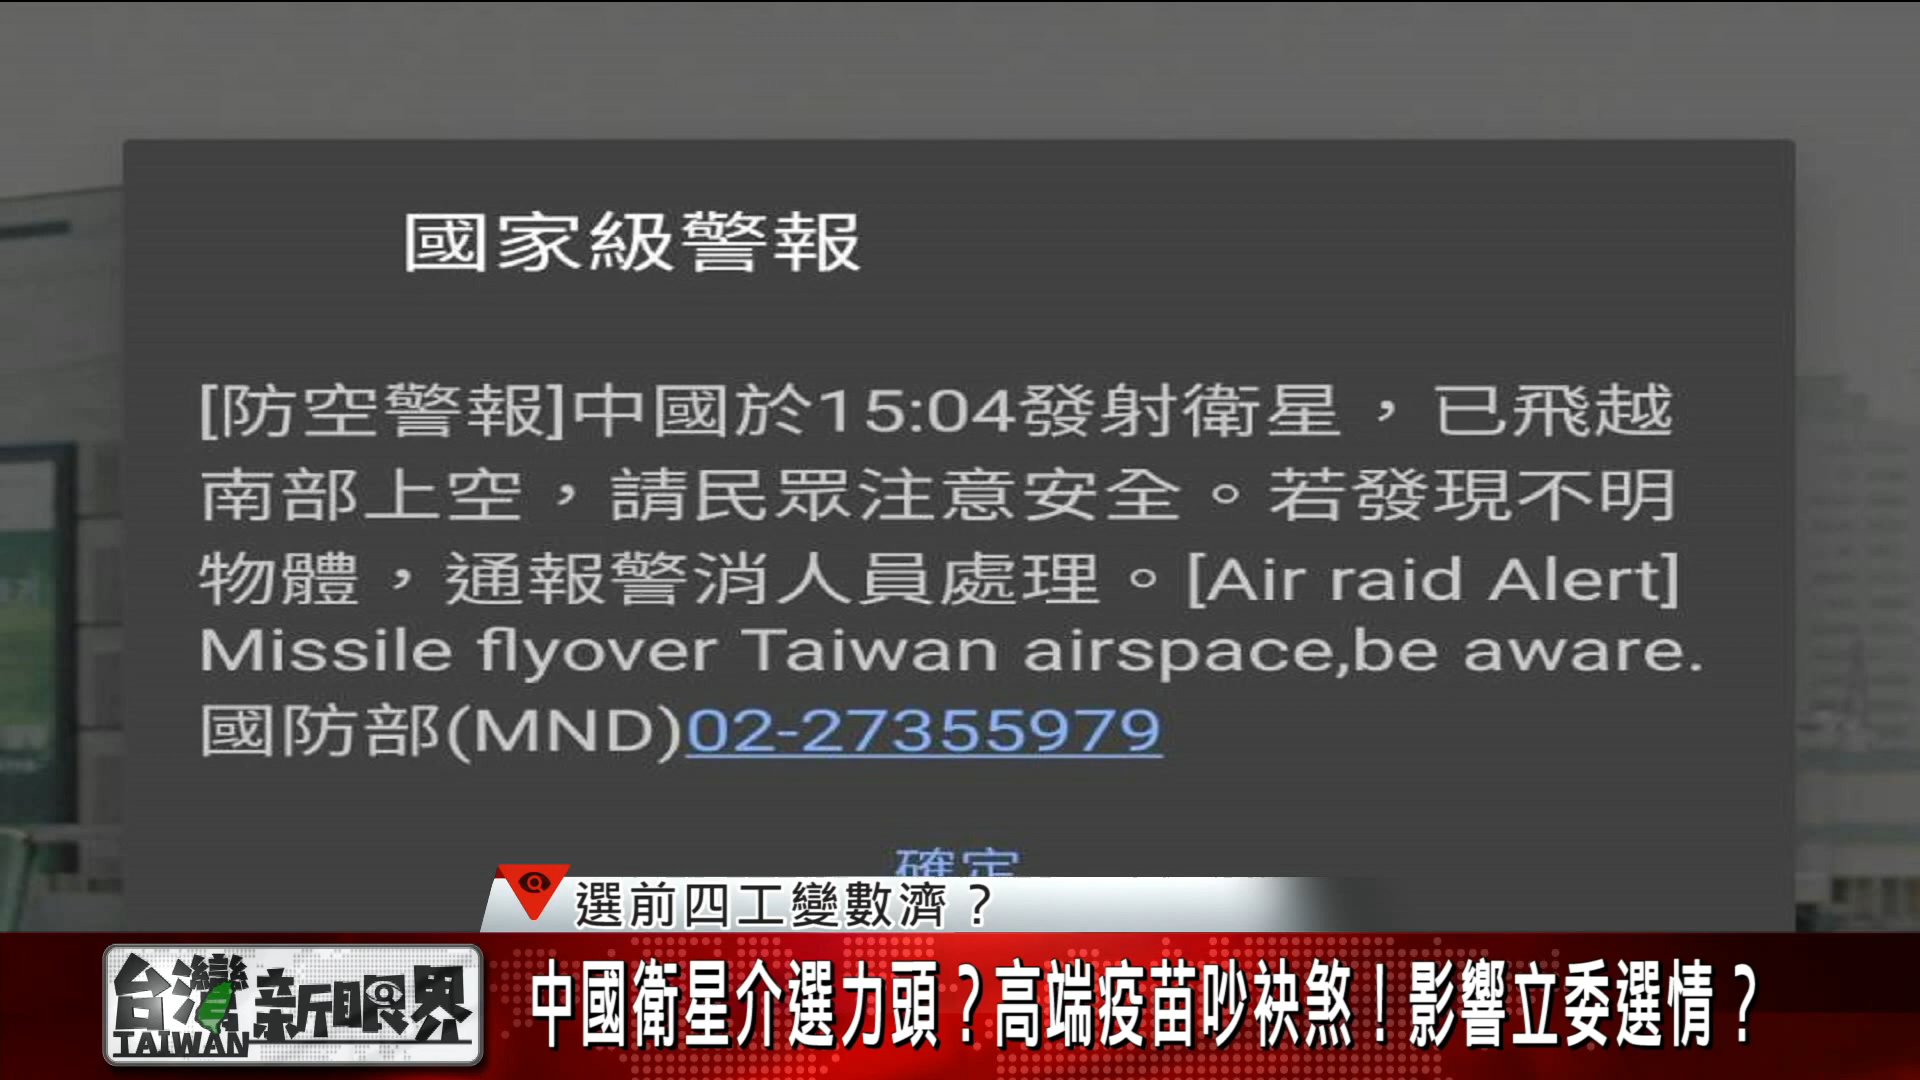 國家級警報
[防空警報]中國於15:04發射衛星，已飛越
南部上空，請民眾注意安全。若發現不明
物體，通報警消人員處理。[Air raid Alert]
Missile flyover Taiwan airspace,be aware.
國防部(MND)02-27355979
確定
選前四工變數濟？
台灣新眼界
TAIWAN
中國衛星介選力頭？高端疫苗吵袂煞！影響立委選情？